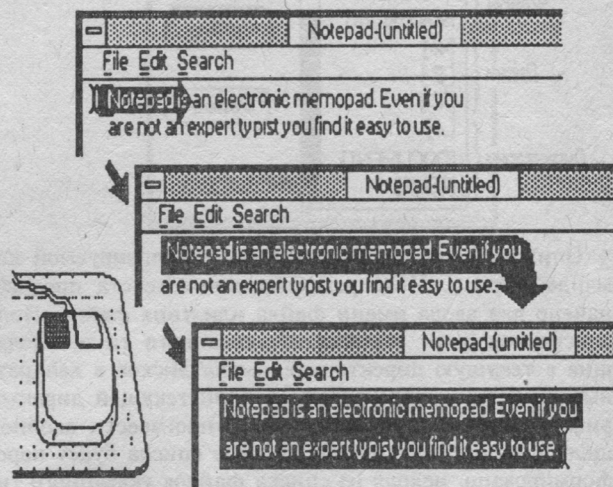 Notepad-(untitled)
File Edit Search
Notepad is an electronic memopad. Even if you
are not an expert typist you find it easy to use.
Notepad-(untitled)
File Edit Search
Notepad is an electronic memopad. Even if you
are not an expert typist you find it easy to use.
Notepad-(untitled)
File Edit Search
Notepad is an electronic memopad. Even if you
are not an expert typist you find it easy to use.